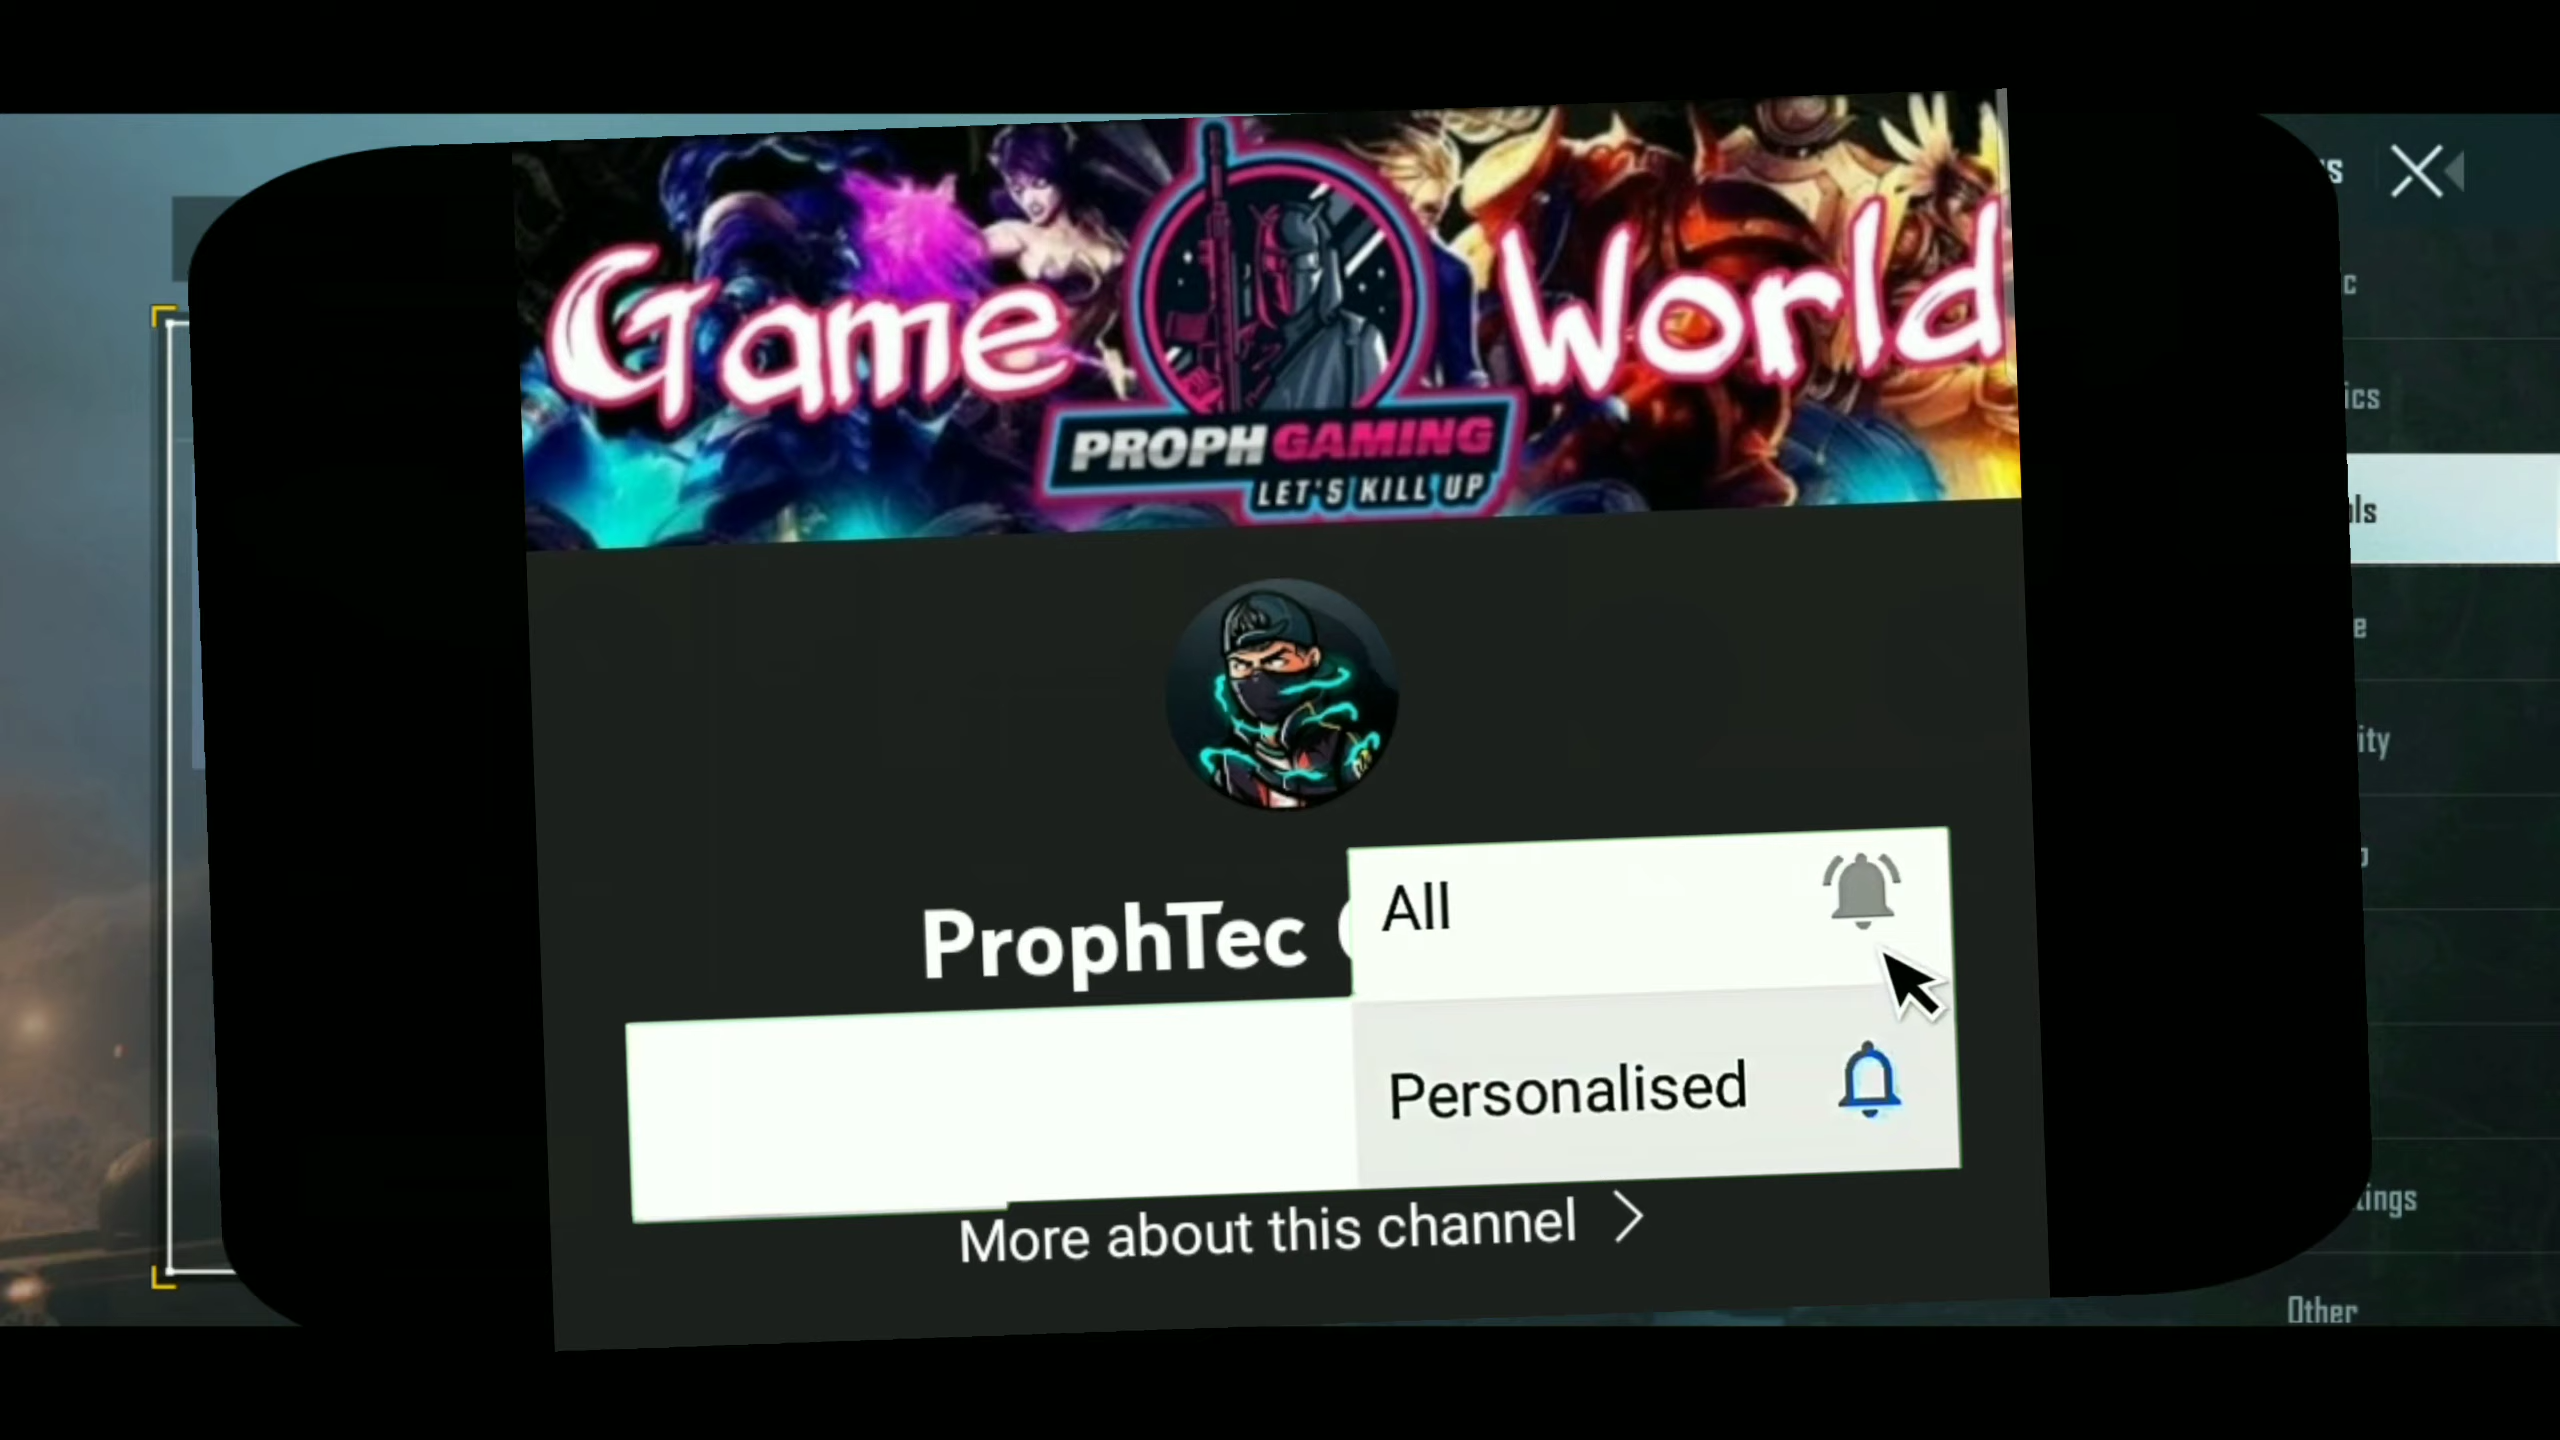 Game World
PROPH GAMING
LET'S KILL UP
ProphTec
All
Personalised
More about this channel
Other